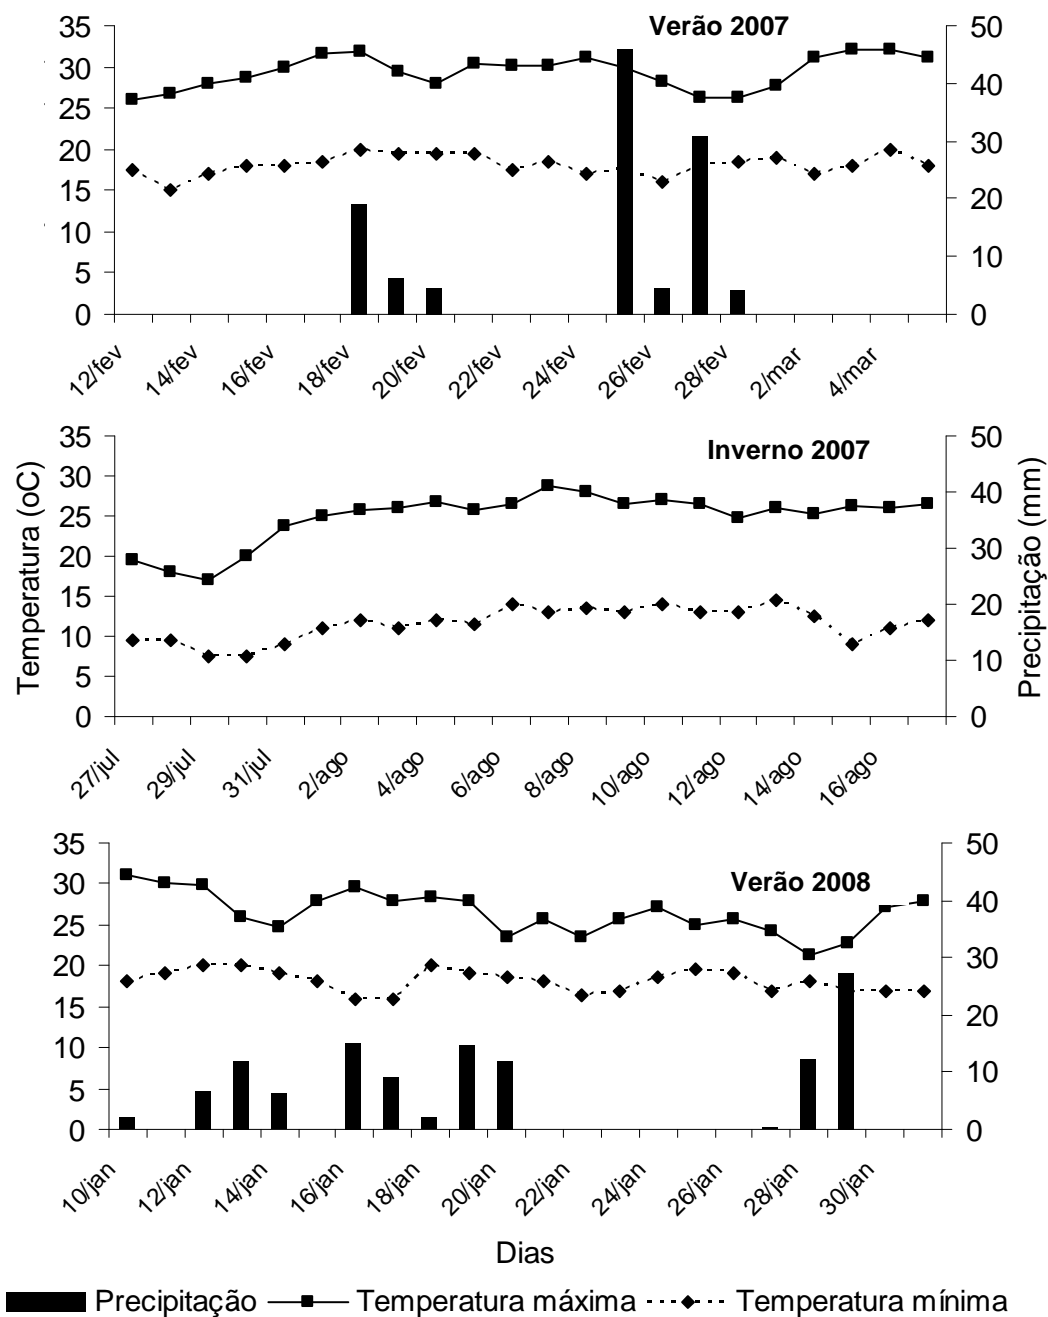 Verão 2007
35
30
25
20
15
10
5
0
50
40
30
20
10
0
12/fev
14/fev
16/fev
18/fev
20/fev
22/fev
24/fev
26/fev
28/fev
2/mar
4/mar
Temperatura (oC)
Precipitação (mm)
Inverno 2007
35
30
25
20
15
10
5
0
50
40
30
20
10
0
27/jul
29/jul
31/jul
2/ago
4/ago
6/ago
8/ago
10/ago
12/ago
14/ago
16/ago
Verão 2008
35
30
25
20
15
10
5
0
50
40
30
20
10
0
10/jan
12/jan
14/jan
16/jan
18/jan
20/jan
22/jan
24/jan
26/jan
28/jan
30/jan
Dias
Precipitação Temperatura máxima Temperatura mínima